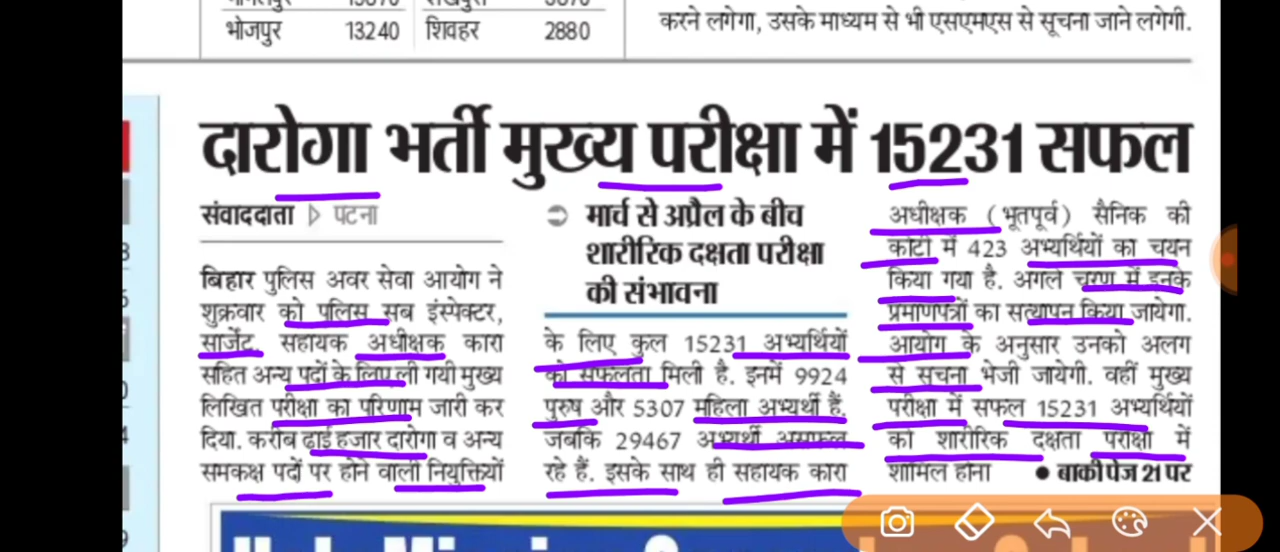 भोजपुर 13240 शिवहर 2880
करने लगेगा, उसके माध्यम से भी एसएमएस से सूचना जाने लगेगी.
दारोगा भर्ती मुख्य परीक्षा में 15231 सफल
संवाददाता ▷ पटना
बिहार पुलिस अवर सेवा आयोग ने
शुक्रवार को पुलिस सब इंस्पेक्टर,
सार्जेंट, सहायक अधीक्षक कारा
सहित अन्य पदों के लिए ली गयी मुख्य
लिखित परीक्षा का परिणाम जारी कर
दिया. करीब ढाई हजार दारोगा व अन्य
समकक्ष पदों पर होने वाली नियुक्तियों
मार्च से अप्रैल के बीच
शारीरिक दक्षता परीक्षा
की संभावना
के लिए कुल 15231 अभ्यर्थियों
को सफलता मिली है. इनमें 9924
पुरुष और 5307 महिला अभ्यर्थी हैं.
जबकि 29467 अभ्यर्थी असफल
रहे हैं. इसके साथ ही सहायक कारा
अधीक्षक (भूतपूर्व) सैनिक की
कोटी में 423 अभ्यर्थियों का चयन
किया गया है. अगले चरण में इनके
प्रमाणपत्रों का सत्यापन किया जायेगा.
आयोग के अनुसार उनको अलग
से सूचना भेजी जायेगी. वहीं मुख्य
परीक्षा में सफल 15231 अभ्यर्थियों
को शारीरिक दक्षता परीक्षा में
शामिल होना ● बाकी पेज 21 पर